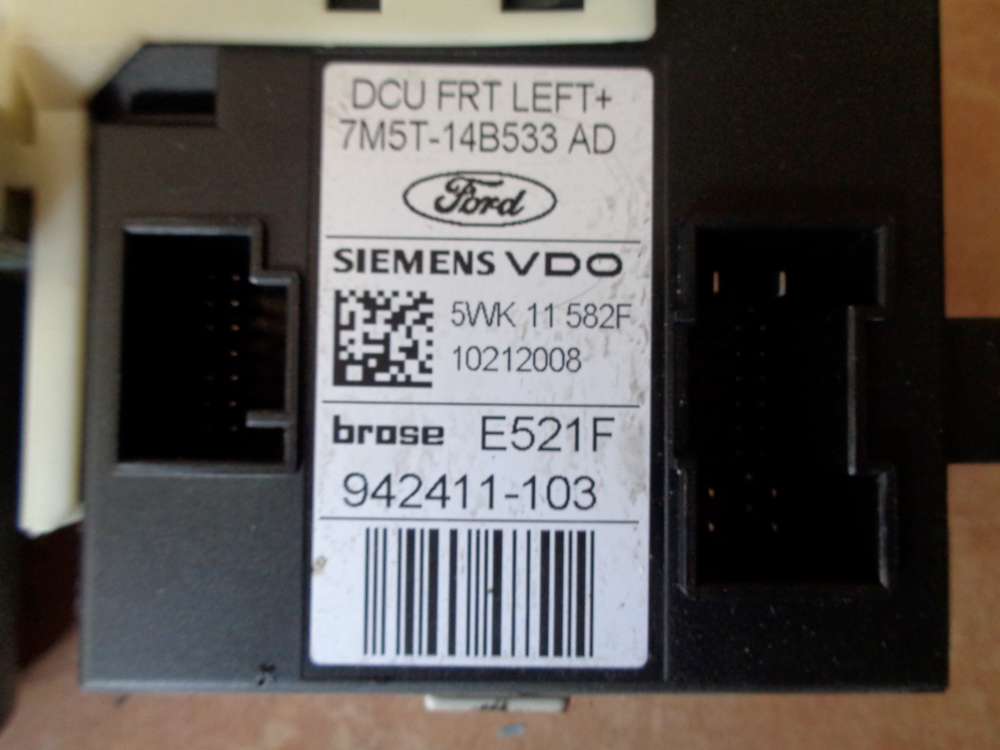 DCU FRT LEFT+
7M5T-14B533 AD
Ford
SIEMENS VDO
5WK 11 582F
10212008
brose E521F
942411-103